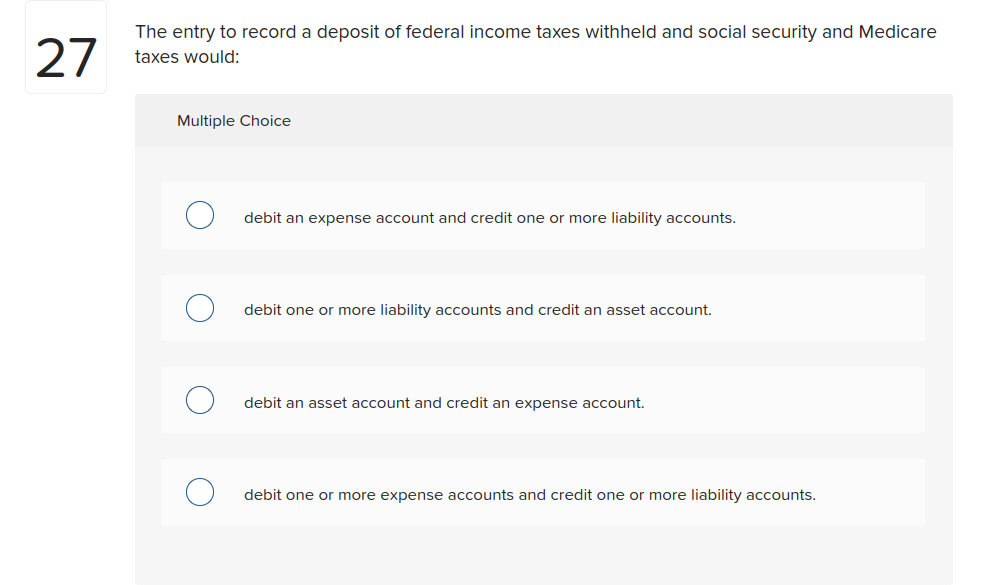 27
The entry to record a deposit of federal income taxes withheld and social security and Medicare
taxes would:
Multiple Choice
debit an expense account and credit one or more liability accounts.
debit one or more liability accounts and credit an asset account.
debit an asset account and credit an expense account.
debit one or more expense accounts and credit one or more liability accounts.